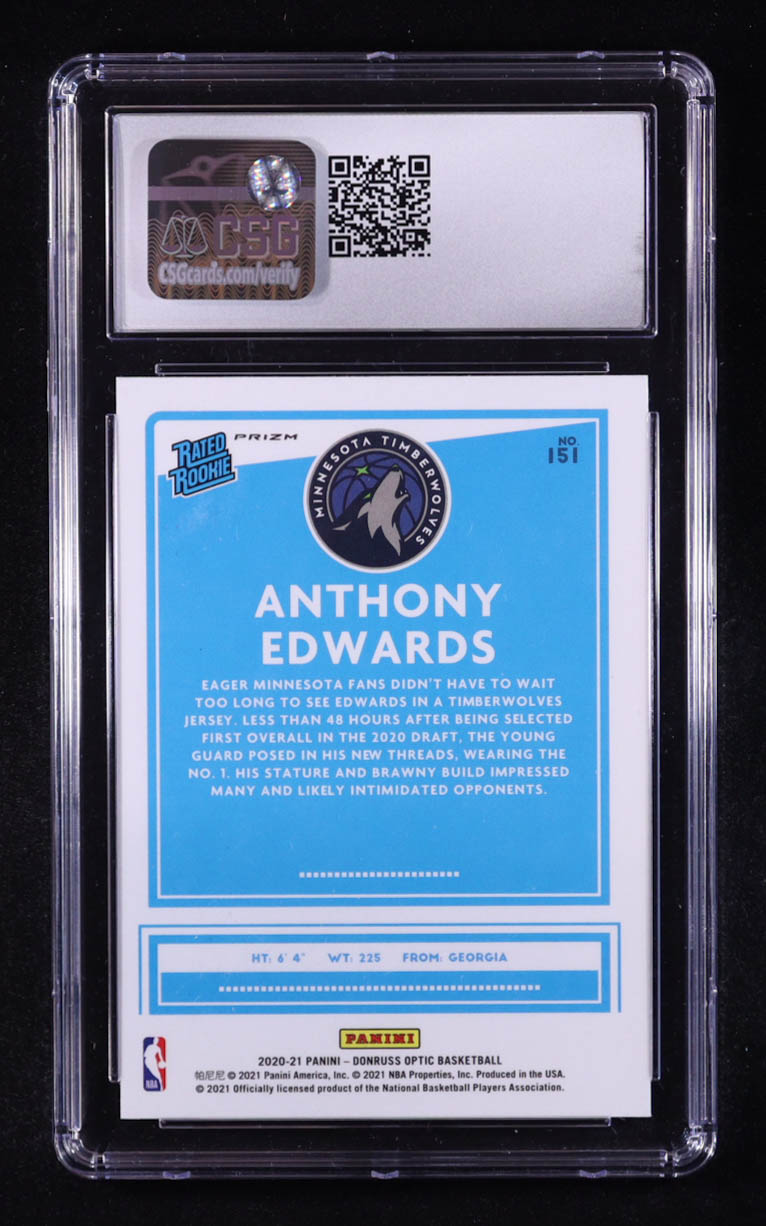 CSG
CSGcards.com/verify
RATED
ROOKIE
PRIZM
MINNESOTA TIMBERWOLVES
NO.
151
ANTHONY
EDWARDS
EAGER MINNESOTA FANS DIDN'T HAVE TO WAIT
TOO LONG TO SEE EDWARDS IN A TIMBERWOLVES
JERSEY. LESS THAN 48 HOURS AFTER BEING SELECTED
FIRST OVERALL IN THE 2020 DRAFT, THE YOUNG
GUARD POSED IN HIS NEW THREADS, WEARING THE
NO. 1. HIS STATURE AND BRAWNY BUILD IMPRESSED
MANY AND LIKELY INTIMIDATED OPPONENTS.
HT: 6' 4" WT: 225 FROM: GEORGIA
PANINI
2020-21 PANINI – DONRUSS OPTIC BASKETBALL
帕尼尼 © 2021 Panini America, Inc. © 2021 NBA Properties, Inc. Produced in the USA.
© 2021 Officially licensed product of the National Basketball Players Association.
NBA